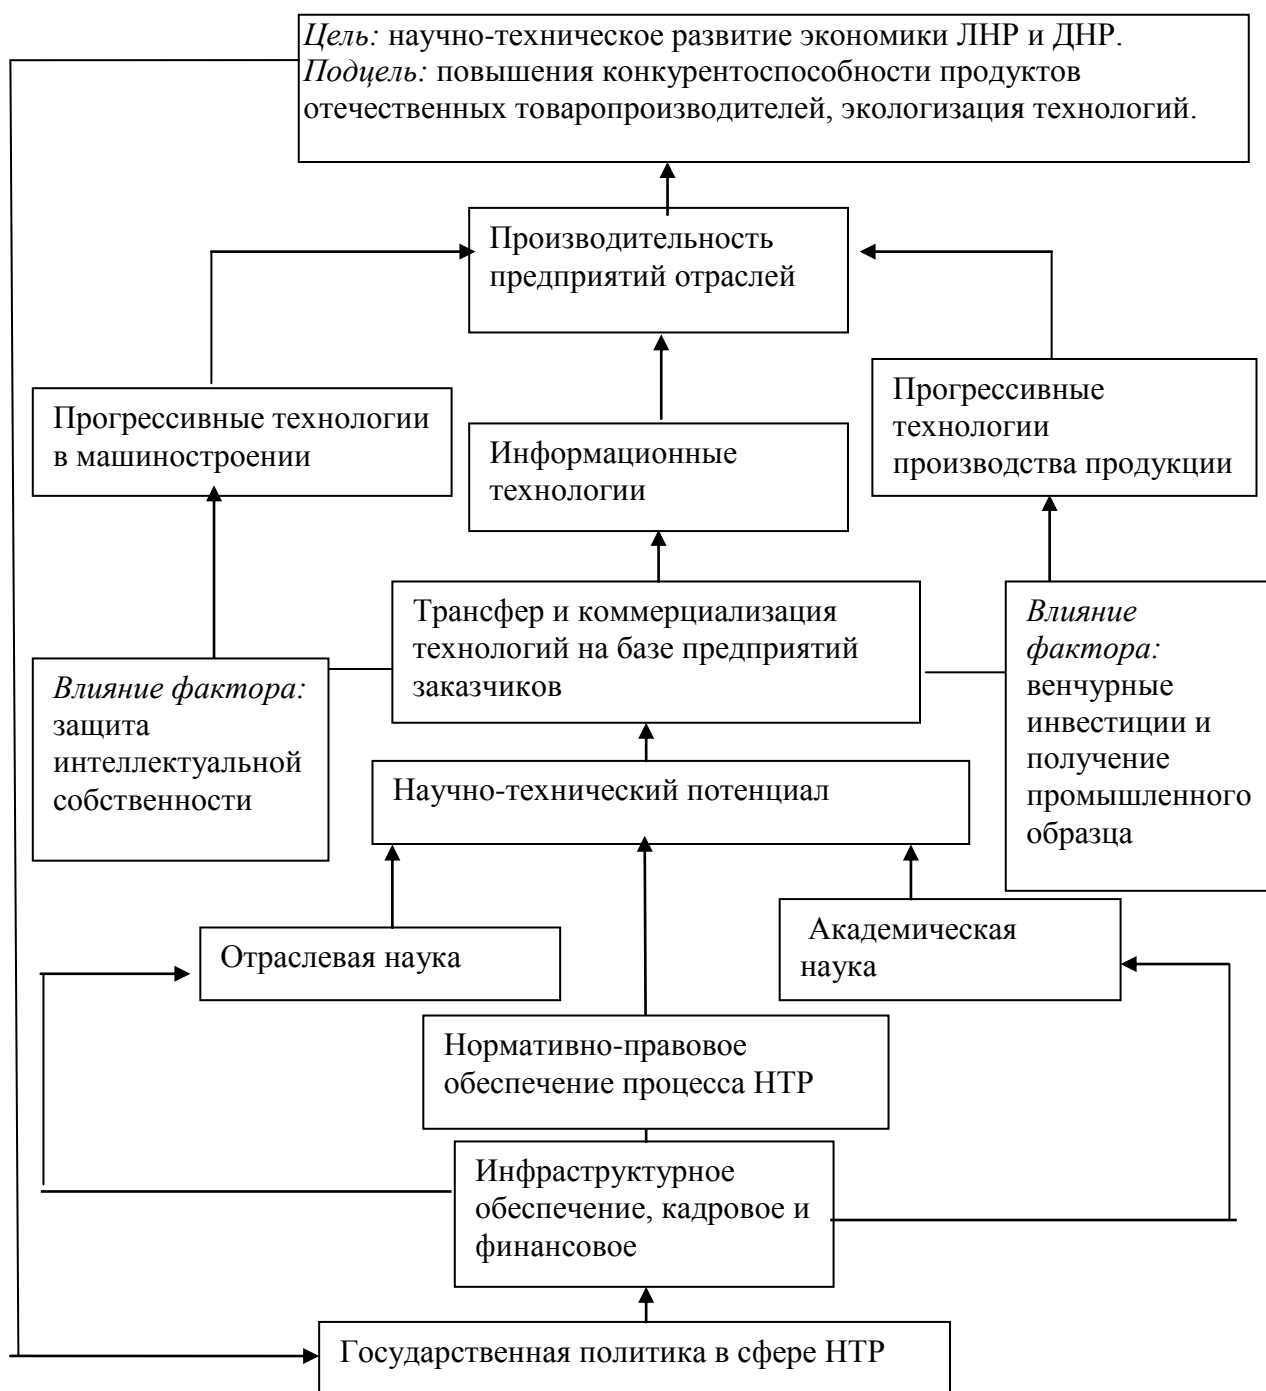 Цель: научно-техническое развитие экономики ЛНР и ДНР.
Подцель: повышения конкурентоспособности продуктов
отечественных товаропроизводителей, экологизация технологий.
Производительность
предприятий отраслей
Прогрессивные технологии
в машиностроении
Информационные
технологии
Прогрессивные
технологии
производства продукции
Трансфер и коммерциализация
технологий на базе предприятий
заказчиков
Влияние фактора:
защита
интеллектуальной
собственности
Влияние
фактора:
венчурные
инвестиции и
получение
промышленного
образца
Научно-технический потенциал
Отраслевая наука
Академическая
наука
Нормативно-правовое
обеспечение процесса НТР
Инфраструктурное
обеспечение, кадровое и
финансовое
Государственная политика в сфере НТР